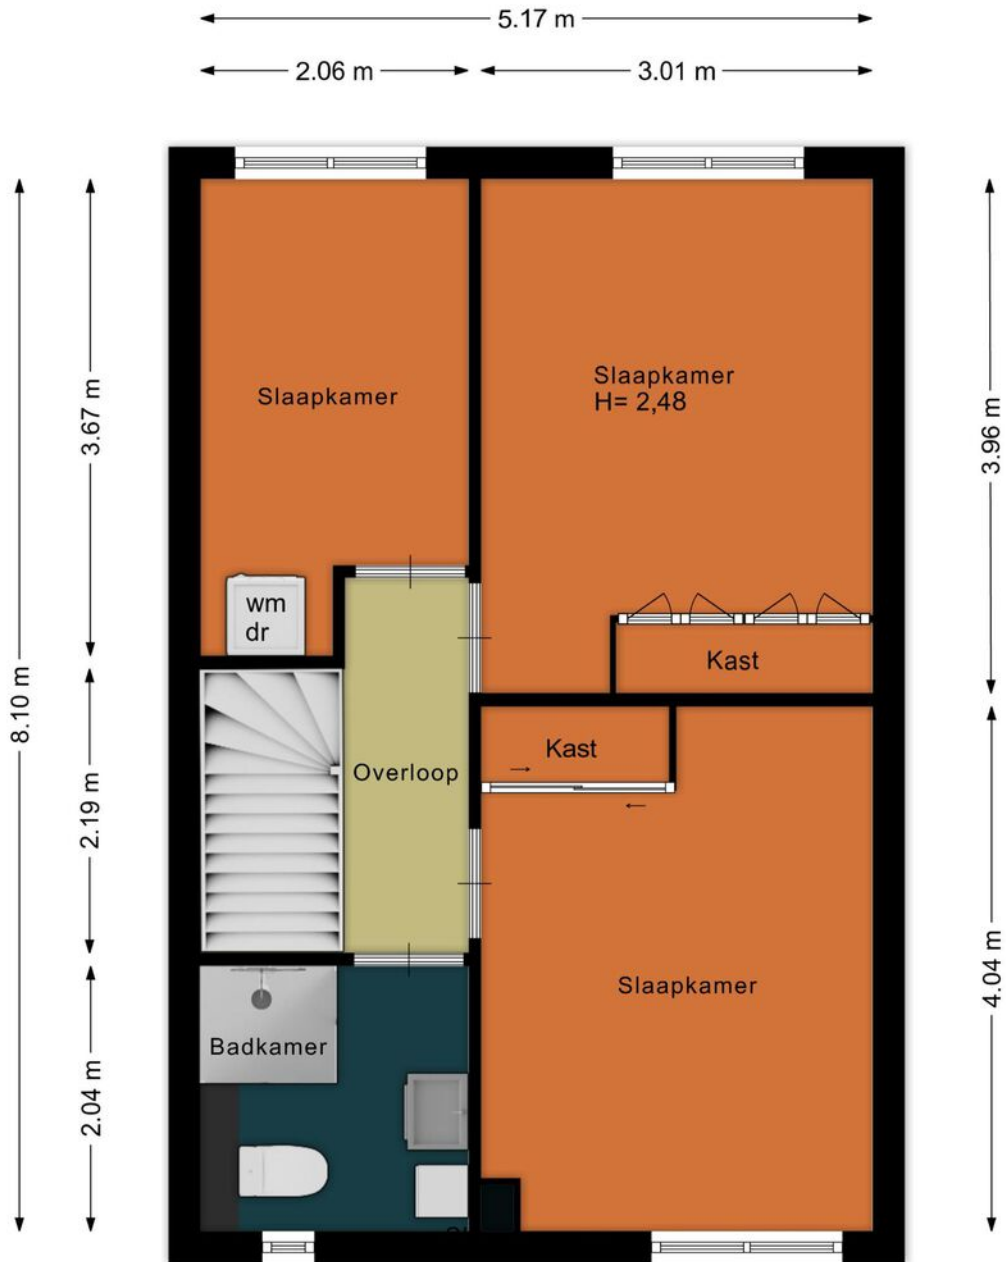 5.17 m
2.06 m
3.01 m
Slaapkamer
Slaapkamer
H= 2,48
3.67 m
3.96 m
wm
dr
Kast
8.10 m
Kast
Overloop
2.19 m
Slaapkamer
4.04 m
Badkamer
2.04 m